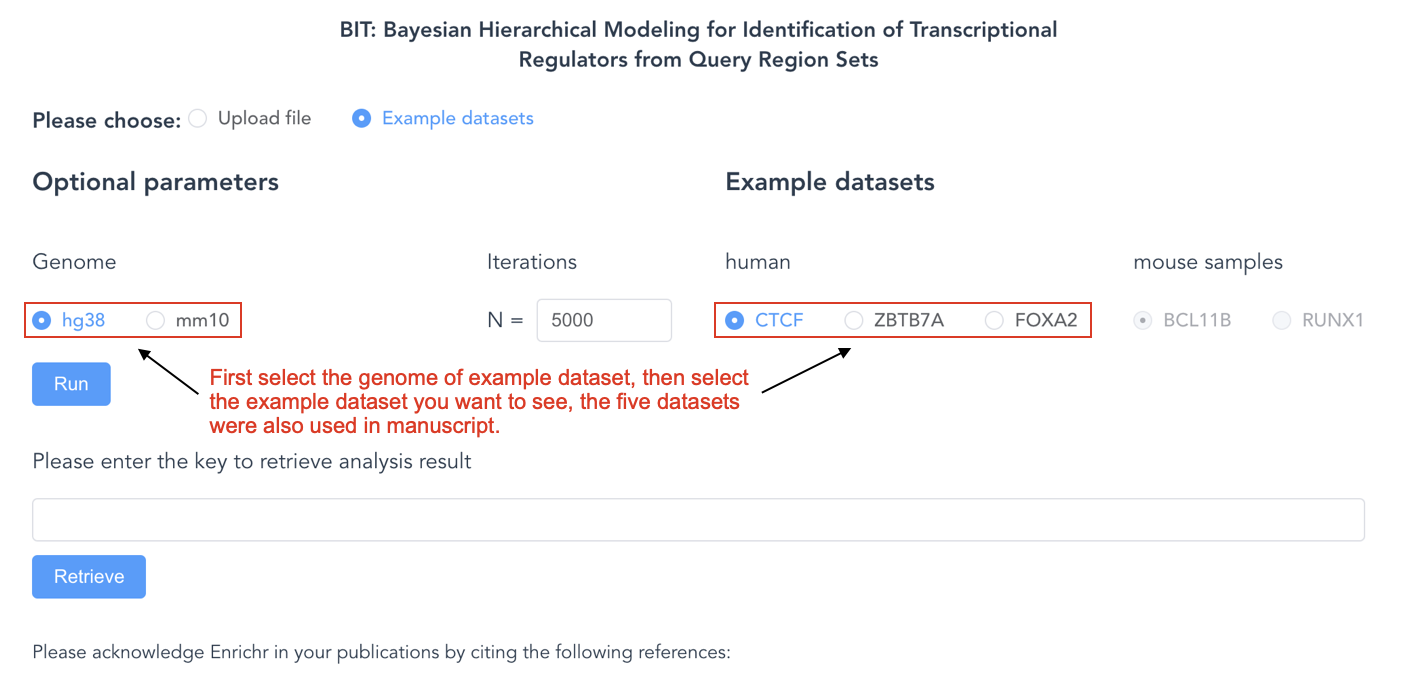 BIT: Bayesian Hierarchical Modeling for Identification of Transcriptional
Regulators from Query Region Sets
Please choose: Upload file Example datasets
Optional parameters
Example datasets
Genome
Iterations
human
mouse samples
hg38 mm10
N = 5000
CTCF ZBTB7A FOXA2
BCL11B RUNX1
Run
First select the genome of example dataset, then select
the example dataset you want to see, the five datasets
were also used in manuscript.
Please enter the key to retrieve analysis result
Retrieve
Please acknowledge Enrichr in your publications by citing the following references: